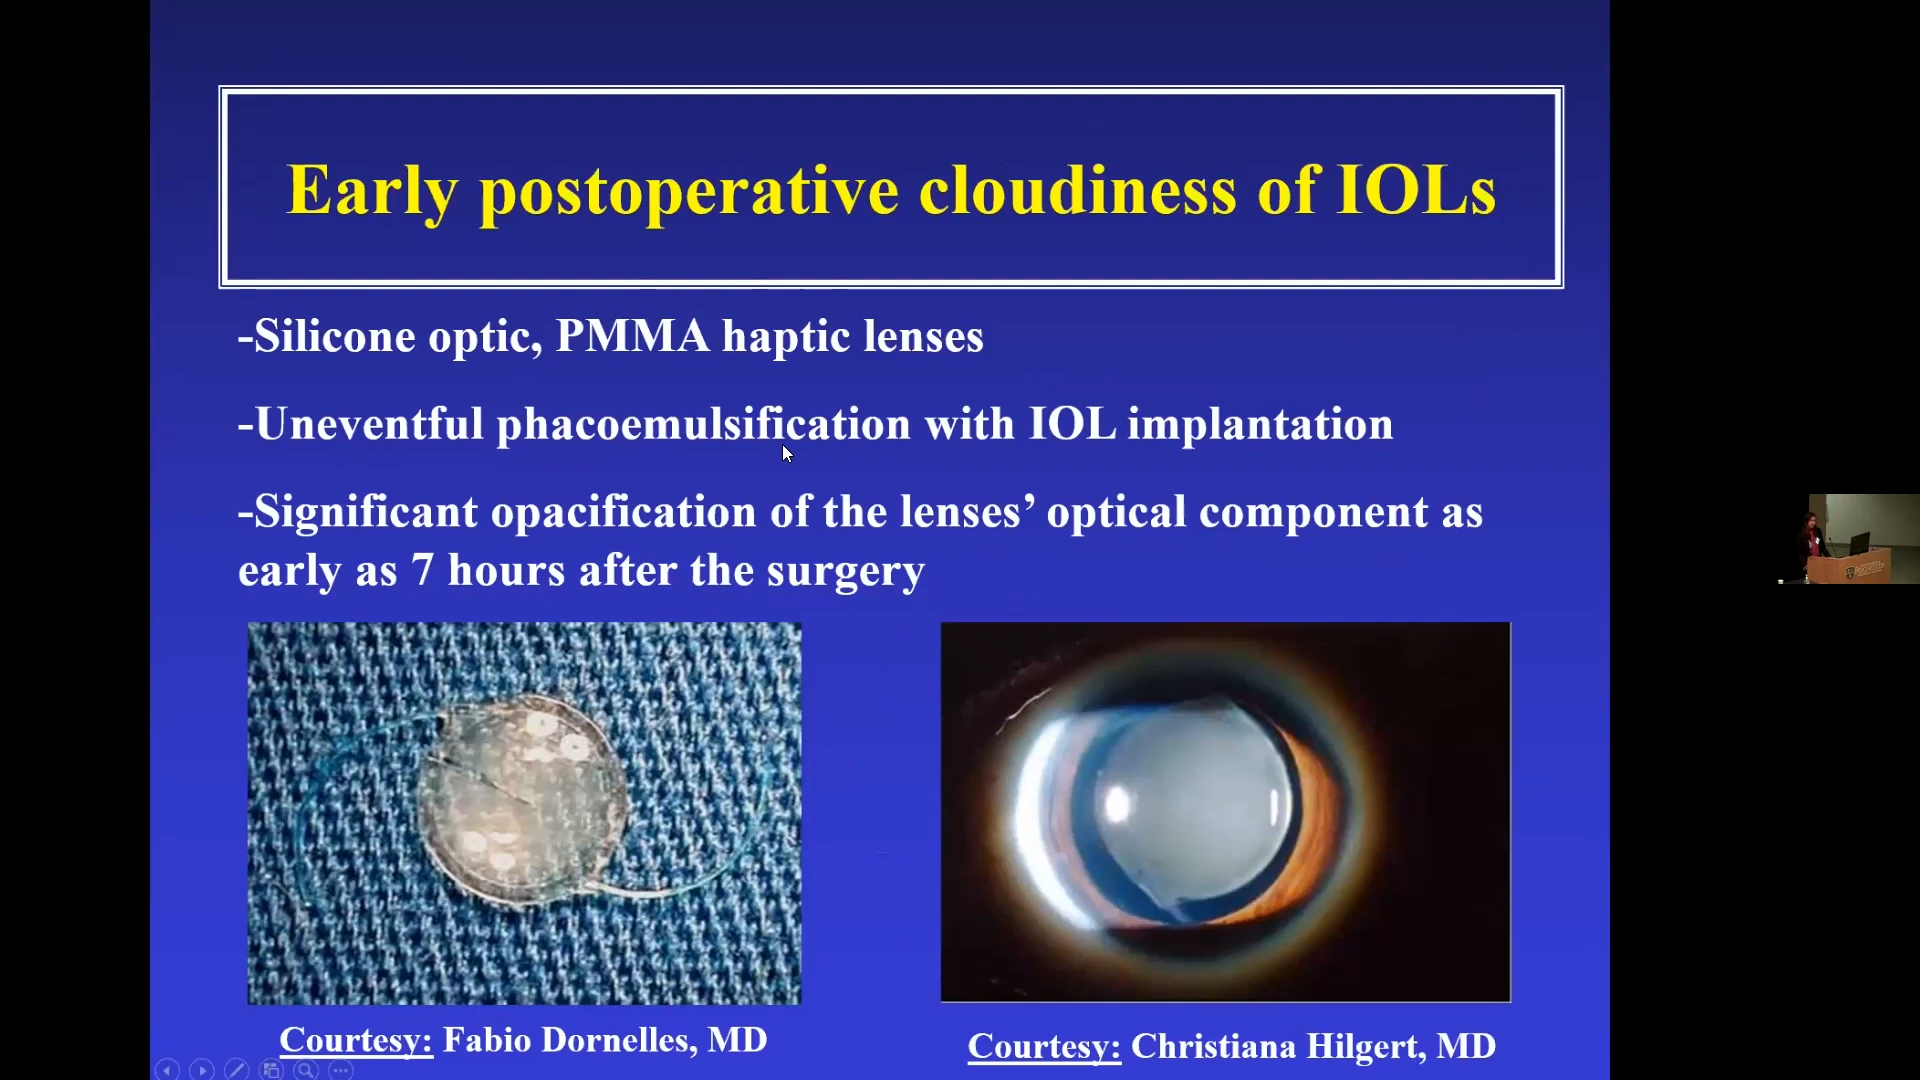 Early postoperative cloudiness of IOLs
-Silicone optic, PMMA haptic lenses
-Uneventful phacoemulsification with IOL implantation
-Significant opacification of the lenses’ optical component as
early as 7 hours after the surgery
Courtesy: Fabio Dornelles, MD
Courtesy: Christiana Hilgert, MD
ROCHESTER